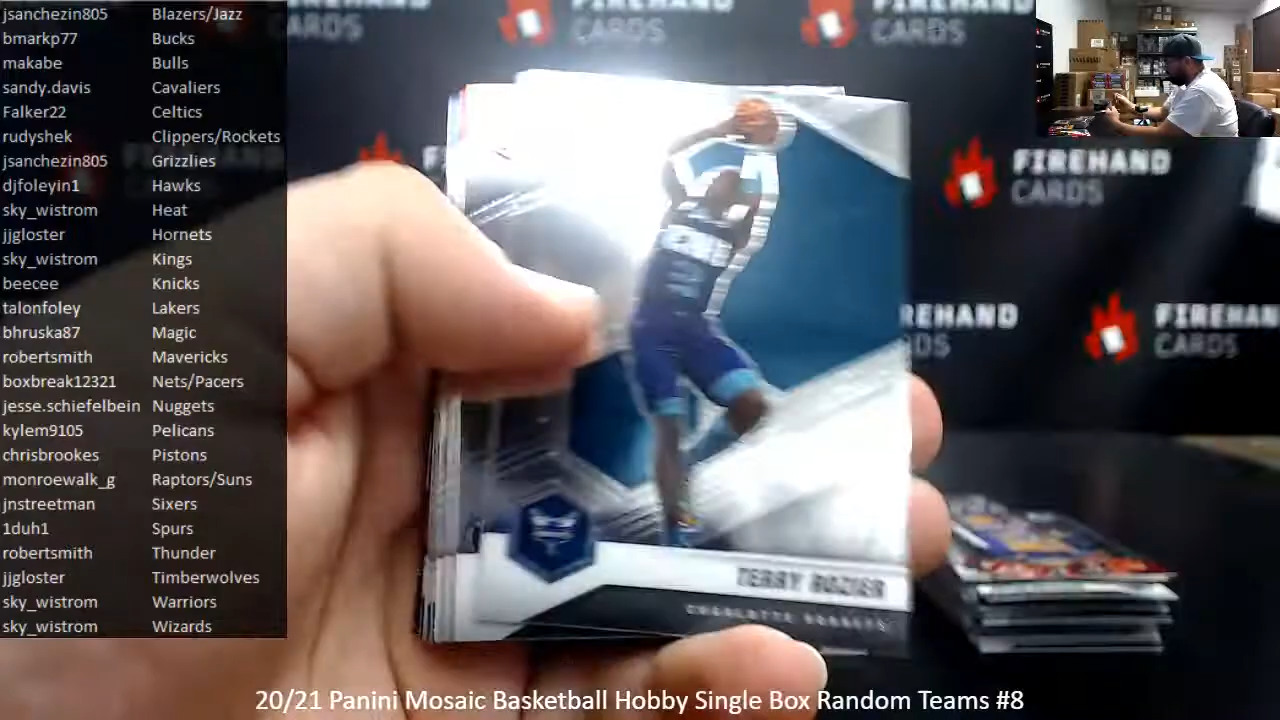 jsanchezin805 Blazers/Jazz
bmarkp77 Bucks
makabe Bulls
sandy.davis Cavaliers
Falker22 Celtics
rudyshek Clippers/Rockets
jsanchezin805 Grizzlies
djfoleyin1 Hawks
sky_wistrom Heat
jjgloster Hornets
sky_wistrom Kings
beecee Knicks
talonfoley Lakers
bhruska87 Magic
robertsmith Mavericks
boxbreak12321 Nets/Pacers
jesse.schiefelbein Nuggets
kylem9105 Pelicans
chrisbrookes Pistons
monroewalk_g Raptors/Suns
jnstreetman Sixers
1duh1 Spurs
robertsmith Thunder
jjgloster Timberwolves
sky_wistrom Warriors
sky_wistrom Wizards
FIREHAND
CARDS
FIREHAND
CARDS
FIREHAND
CARDS
FIREHAND
CARDS
TERRY ROZIER
CHARLOTTE HORNETS
20/21 Panini Mosaic Basketball Hobby Single Box Random Teams #8